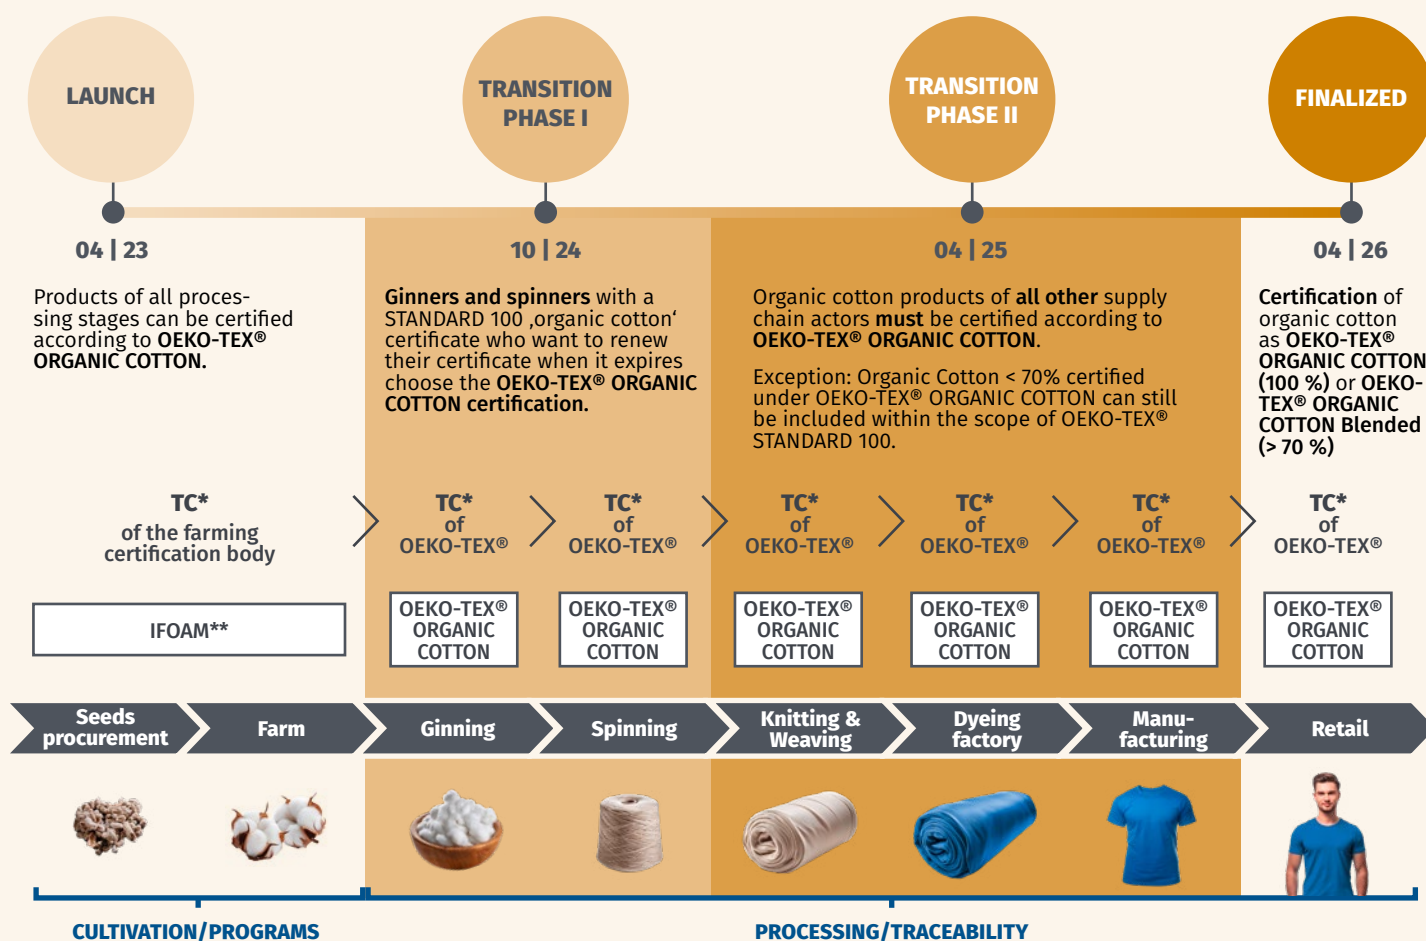 LAUNCH
TRANSITION
PHASE I
TRANSITION
PHASE II
FINALIZED
04 | 23
10 | 24
04 | 25
04 | 26
Products of all proces-
sing stages can be certified
according to OEKO-TEX®
ORGANIC COTTON.
Ginners and spinners with a
STANDARD 100 ‚organic cotton‘
certificate who want to renew
their certificate when it expires
choose the OEKO-TEX® ORGANIC
COTTON certification.
Organic cotton products of all other supply
chain actors must be certified according to
OEKO-TEX® ORGANIC COTTON.
Exception: Organic Cotton < 70% certified
under OEKO-TEX® ORGANIC COTTON can still
be included within the scope of OEKO-TEX®
STANDARD 100.
Certification of
organic cotton
as OEKO-TEX®
ORGANIC COTTON
(100 %) or OEKO-
TEX® ORGANIC
COTTON Blended
(> 70 %)
TC*
of the farming
certification body
TC*
of
OEKO-TEX®
TC*
of
OEKO-TEX®
TC*
of
OEKO-TEX®
TC*
of
OEKO-TEX®
TC*
of
OEKO-TEX®
TC*
of
OEKO-TEX®
IFOAM**
OEKO-TEX®
ORGANIC
COTTON
OEKO-TEX®
ORGANIC
COTTON
OEKO-TEX®
ORGANIC
COTTON
OEKO-TEX®
ORGANIC
COTTON
OEKO-TEX®
ORGANIC
COTTON
OEKO-TEX®
ORGANIC
COTTON
Seeds
procurement
Farm
Ginning
Spinning
Knitting &
Weaving
Dyeing
factory
Manu-
facturing
Retail
CULTIVATION/PROGRAMS
PROCESSING/TRACEABILITY